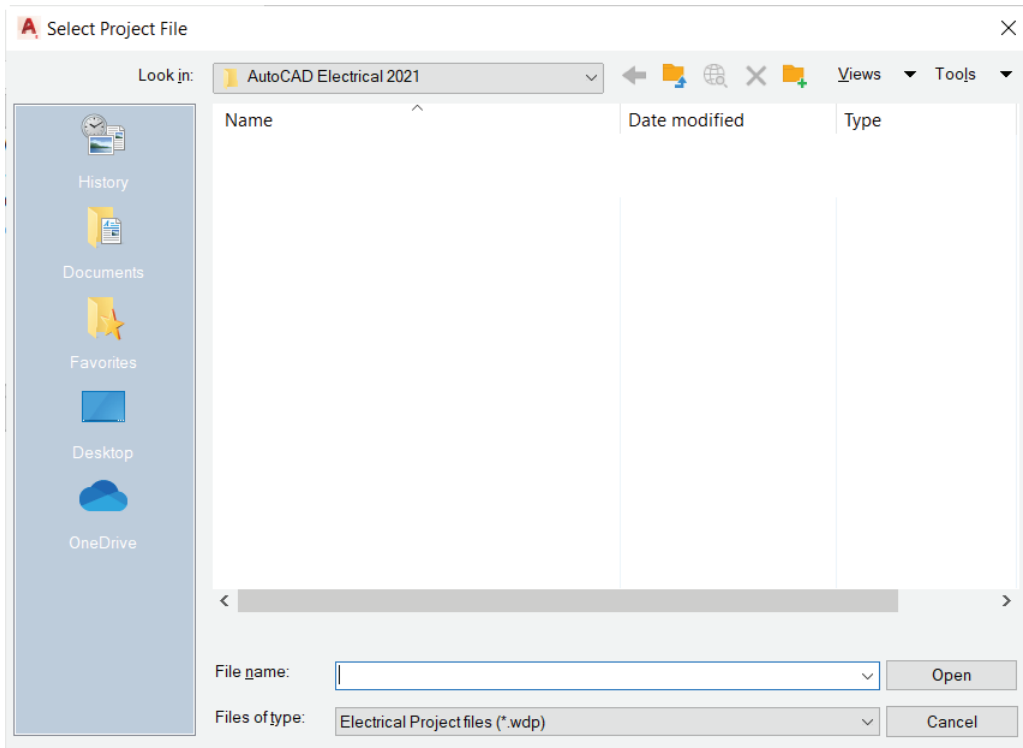 Select Project File
Look in: AutoCAD Electrical 2021 Views Tools
Name Date modified Type
History
Documents
Favorites
Desktop
OneDrive
File name: Open
Files of type: Electrical Project files (*.wdp) Cancel